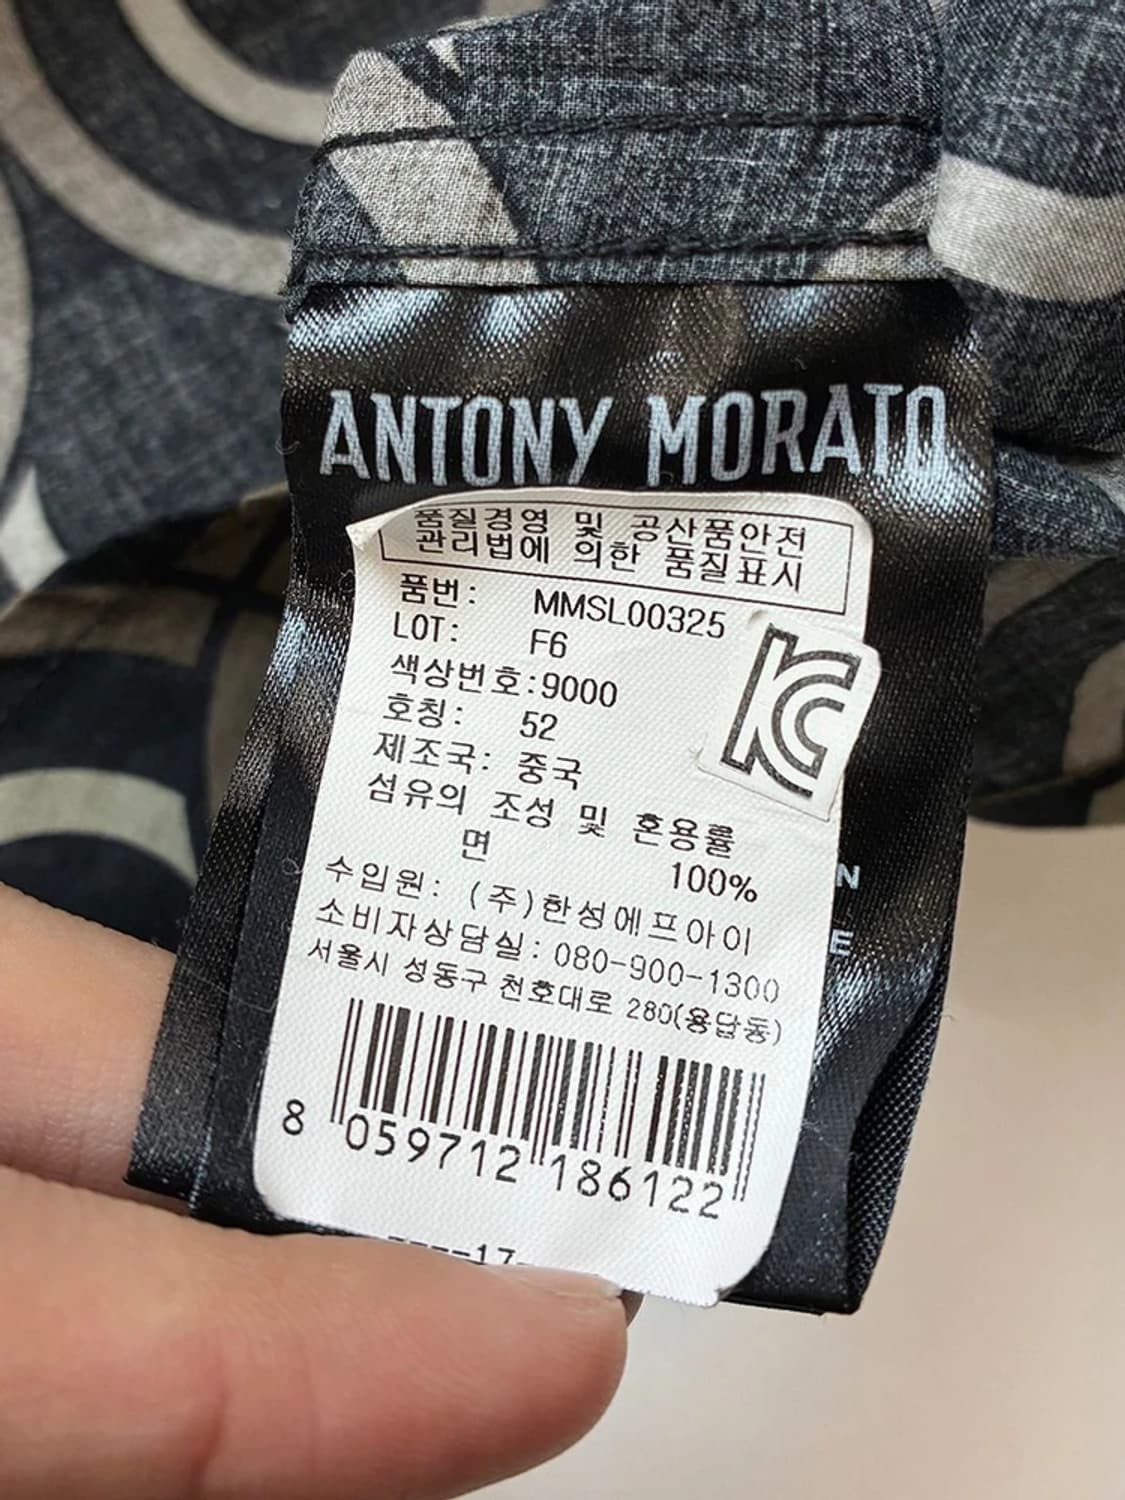 ANTONY MORATO
품질경영 및 공산품안전
관리법에 의한 품질표시
품번: MMSL00325
LOT: F6
색상번호:9000
호칭: 52
제조국: 중국
섬유의 조성 및 혼용률
면 100%
수입원: (주)한성에프아이
소비자상담실: 080-900-1300
서울시 성동구 천호대로 280(용답동)
8 059712 186122